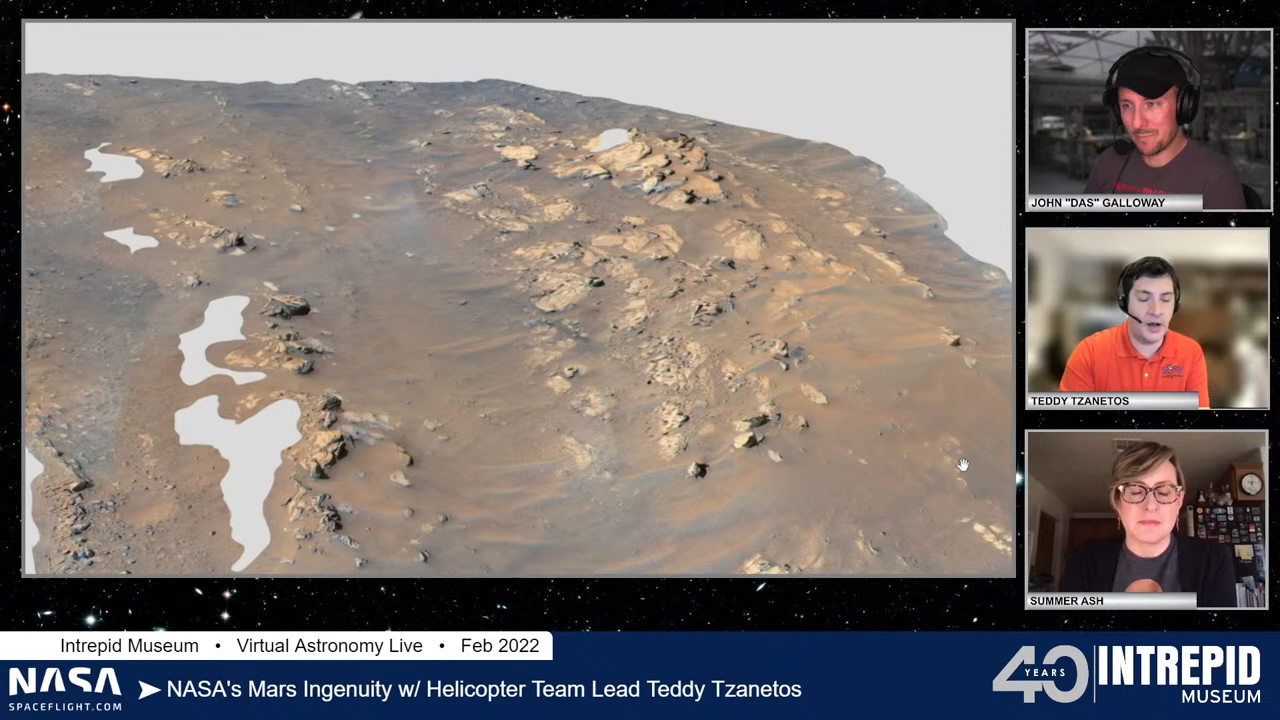 JOHN "DAS" GALLOWAY
TEDDY TZANETOS
SUMMER ASH
Intrepid Museum • Virtual Astronomy Live • Feb 2022
NASA
SPACEFLIGHT.COM
➤ NASA's Mars Ingenuity w/ Helicopter Team Lead Teddy Tzanetos
40
YEARS
INTREPID
MUSEUM